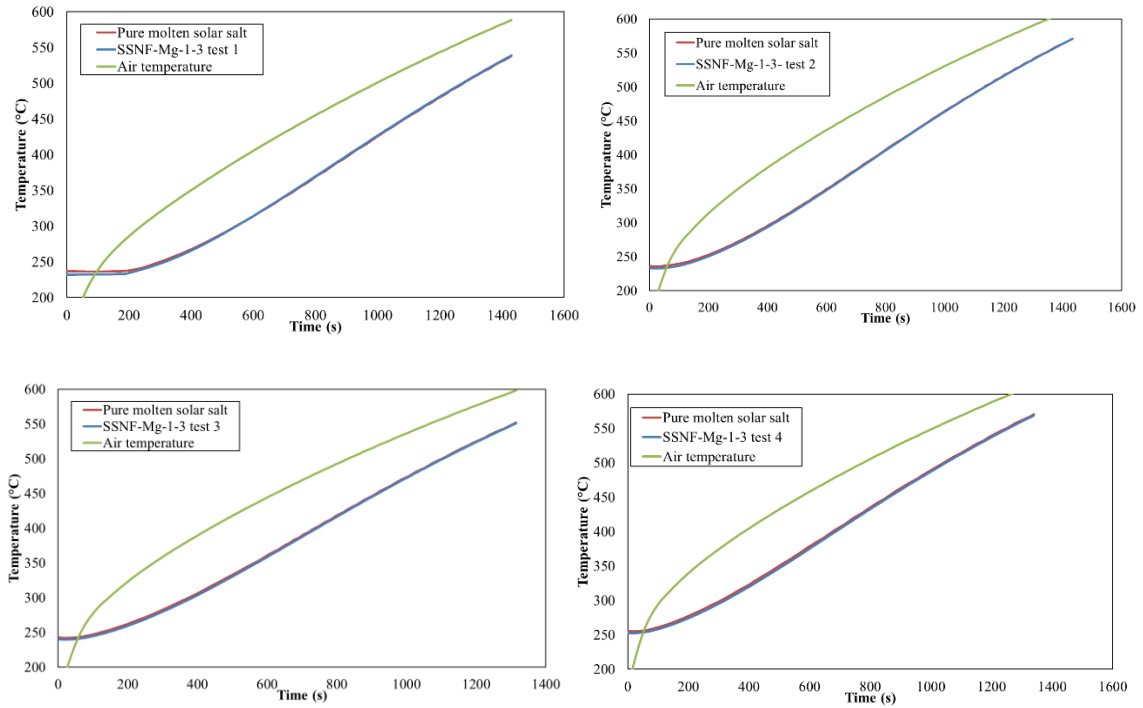 Temperature (°C)
600
550
500
450
400
350
300
250
200
Pure molten solar salt
SSNF-Mg-1-3 test 1
Air temperature
0 200 400 600 800 1000 1200 1400 1600
Time (s)
Temperature (°C)
600
550
500
450
400
350
300
250
200
Pure molten solar salt
SSNF-Mg-1-3- test 2
Air temperature
0 200 400 600 800 1000 1200 1400 1600
Time (s)
Temperature (°C)
600
550
500
450
400
350
300
250
200
Pure molten solar salt
SSNF-Mg-1-3 test 3
Air temperature
0 200 400 600 800 1000 1200 1400
Time (s)
Temperature (°C)
600
550
500
450
400
350
300
250
200
Pure molten solar salt
SSNF-Mg-1-3 test 4
Air temperature
0 200 400 600 800 1000 1200 1400 1600
Time (s)